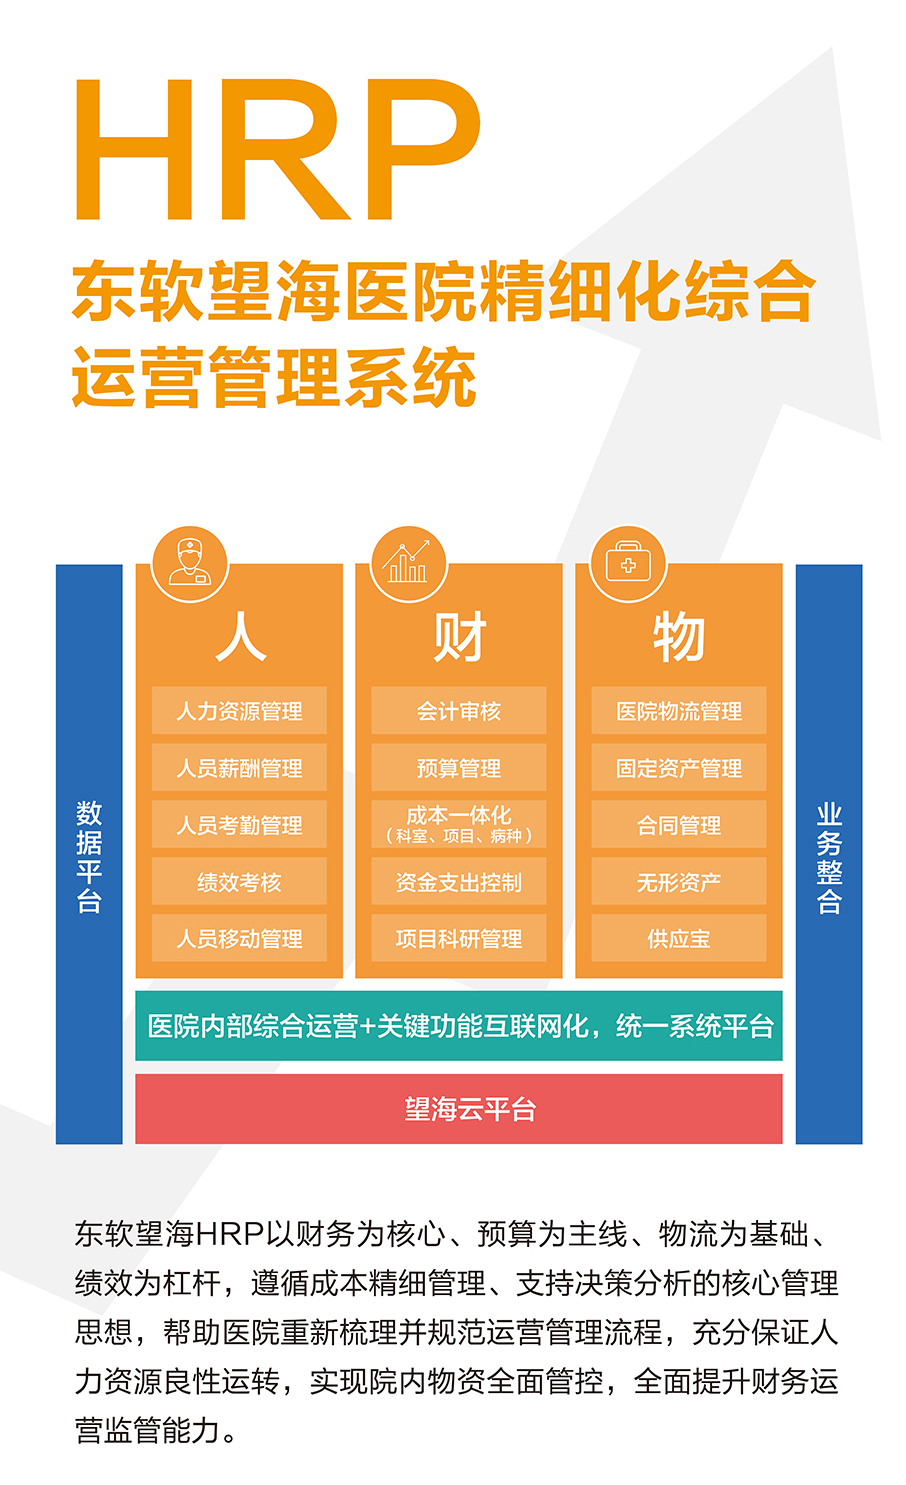 HRP
东软望海医院精细化综合
运营管理系统
数据平台
人
人力资源管理
人员薪酬管理
人员考勤管理
绩效考核
人员移动管理
财
会计审核
预算管理
成本一体化
（科室、项目、病种）
资金支出控制
项目科研管理
物
医院物流管理
固定资产管理
合同管理
无形资产
供应宝
业务整合
医院内部综合运营+关键功能互联网化，统一系统平台
望海云平台
东软望海HRP以财务为核心、预算为主线、物流为基础、
绩效为杠杆，遵循成本精细管理、支持决策分析的核心管理
思想，帮助医院重新梳理并规范运营管理流程，充分保证人
力资源良性运转，实现院内物资全面管控，全面提升财务运
营监管能力。